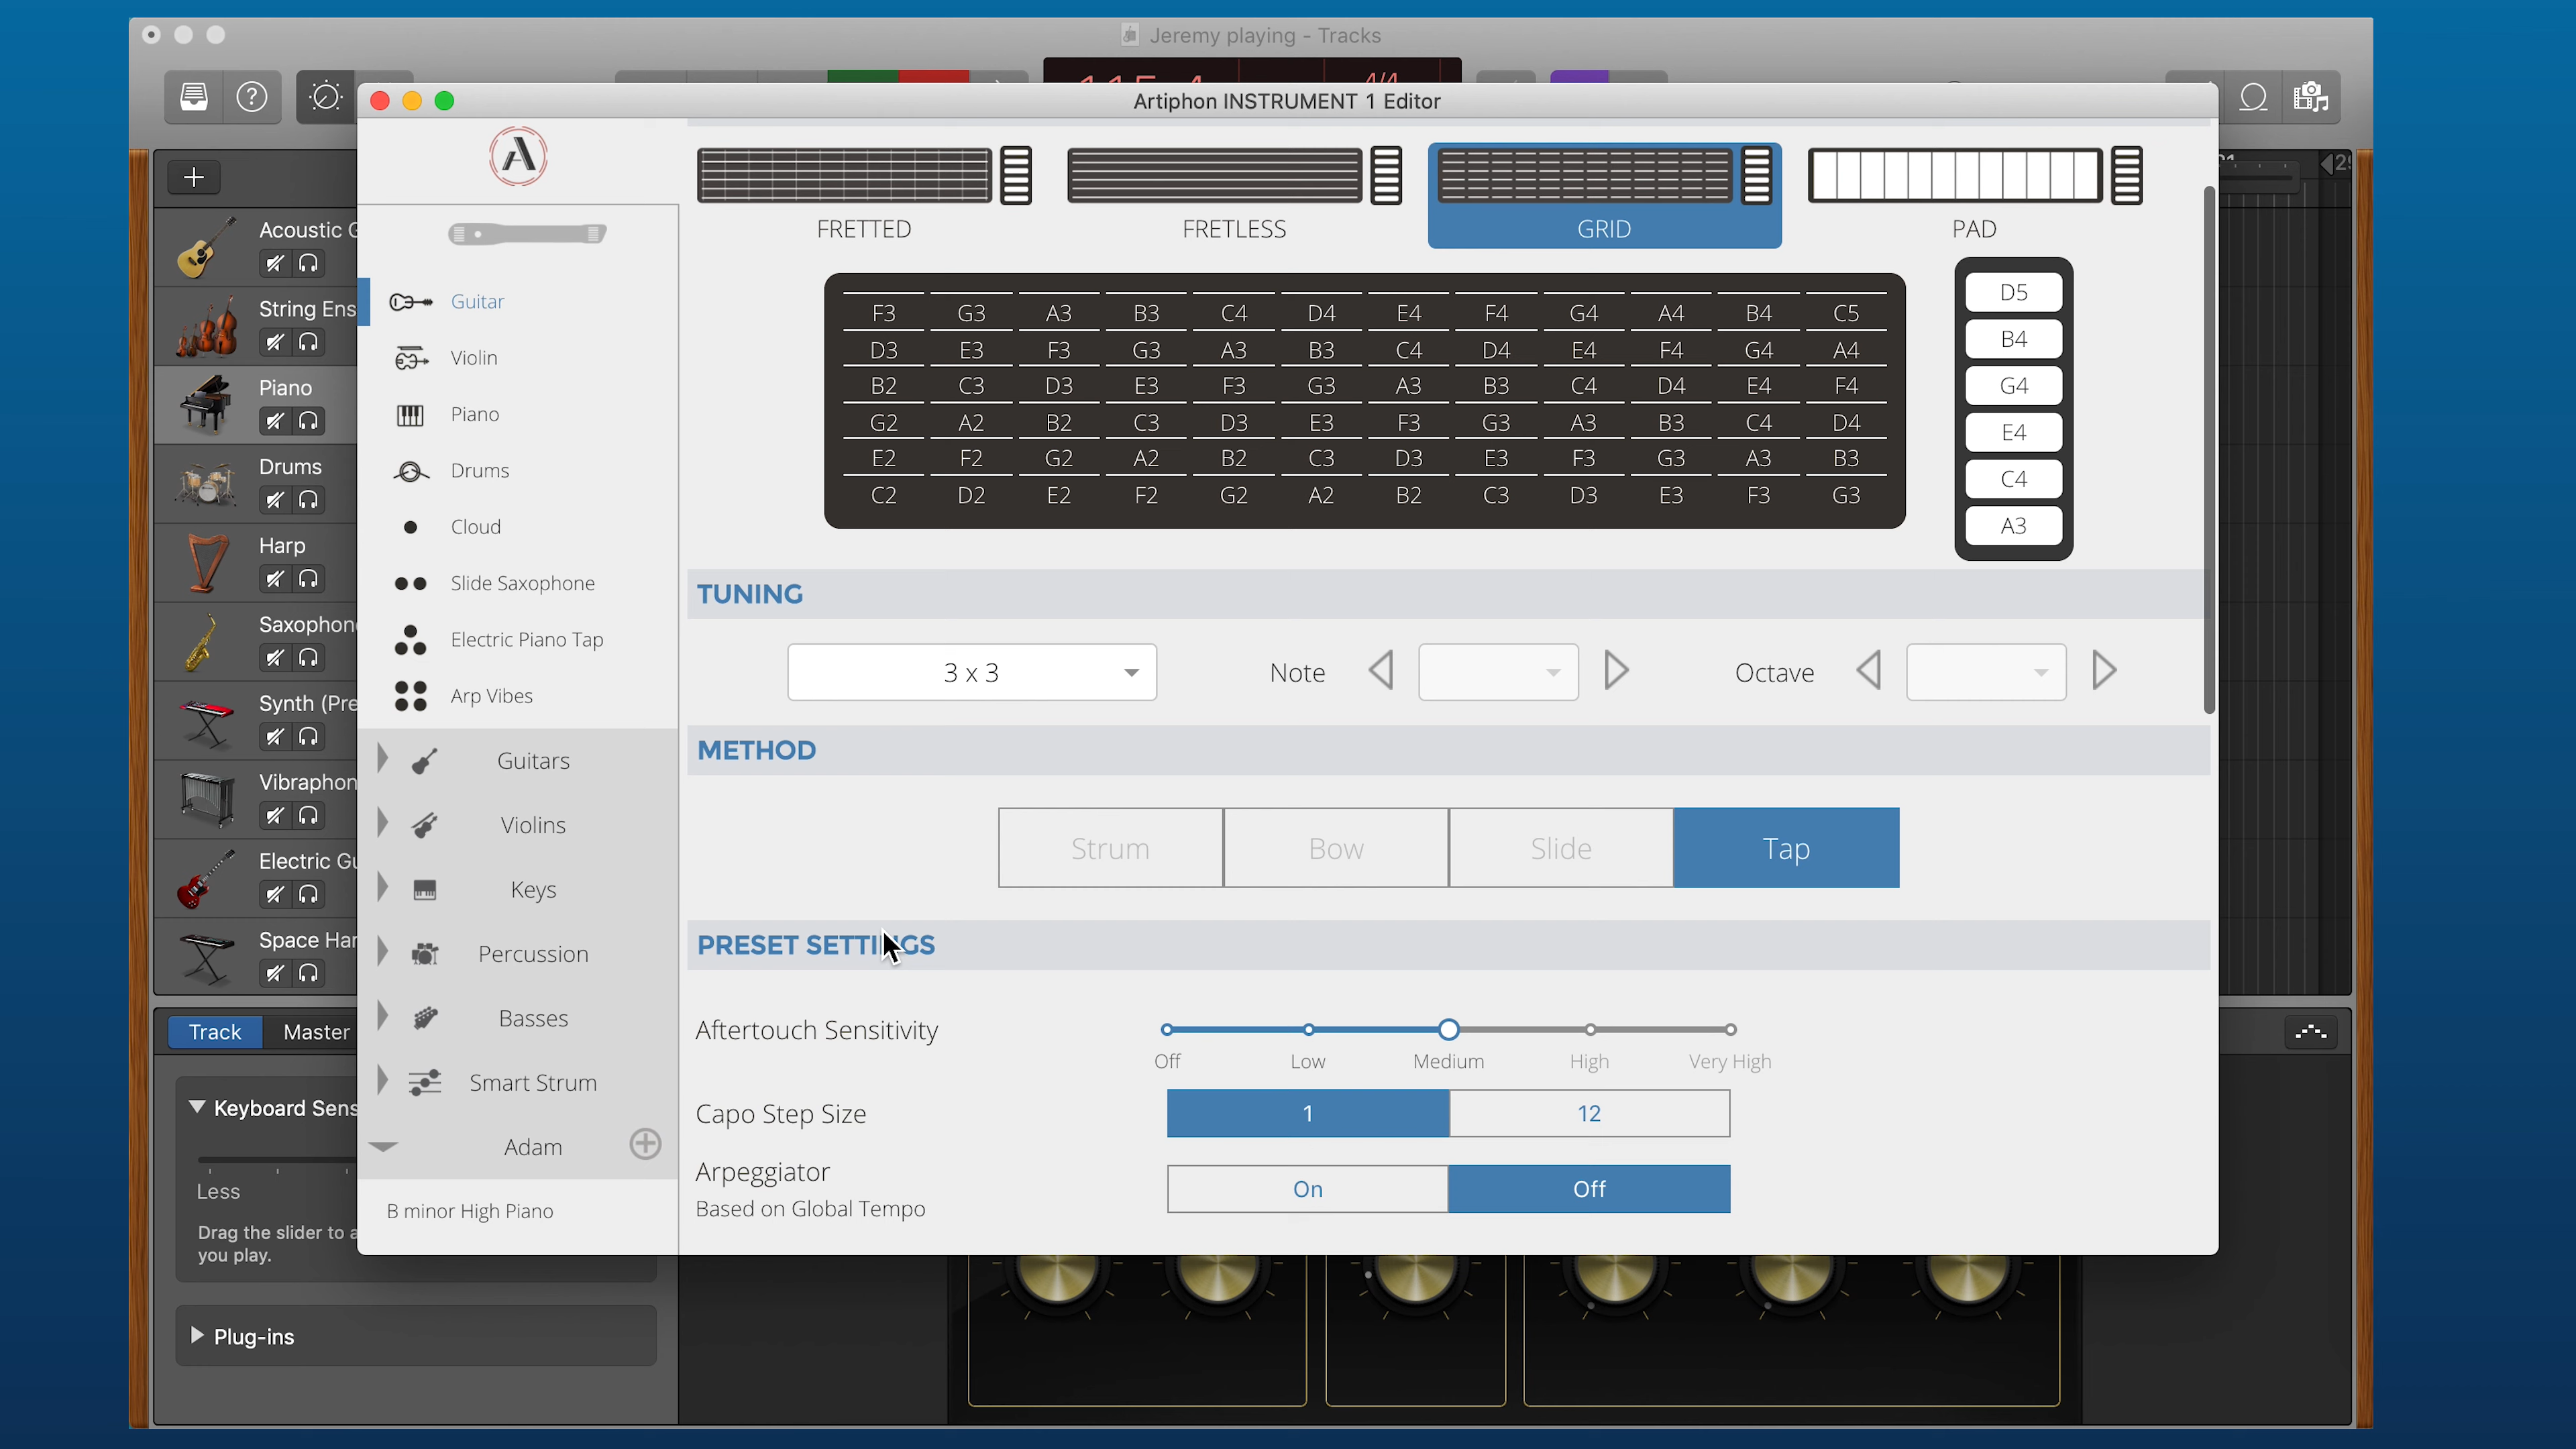 Jeremy playing - Tracks
Artiphon INSTRUMENT 1 Editor
FRETTED FRETLESS GRID PAD
F3 G3 A3 B3 C4 D4 E4 F4 G4 A4 B4 C5
D3 E3 F3 G3 A3 B3 C4 D4 E4 F4 G4 A4
B2 C3 D3 E3 F3 G3 A3 B3 C4 D4 E4 F4
G2 A2 B2 C3 D3 E3 F3 G3 A3 B3 C4 D4
E2 F2 G2 A2 B2 C3 D3 E3 F3 G3 A3 B3
C2 D2 E2 F2 G2 A2 B2 C3 D3 E3 F3 G3
D5
B4
G4
E4
C4
A3
TUNING
3 x 3 Note Octave
METHOD
Strum Bow Slide Tap
PRESET SETTINGS
Aftertouch Sensitivity
Off Low Medium High Very High
Capo Step Size 1 12
Arpeggiator On Off
Based on Global Tempo
Guitar
Violin
Piano
Drums
Cloud
Slide Saxophone
Electric Piano Tap
Arp Vibes
Guitars
Violins
Keys
Percussion
Basses
Smart Strum
Adam
B minor High Piano
Acoustic G
String Ens
Piano
Drums
Harp
Saxophon
Synth (Pre
Vibraphon
Electric Gu
Space Har
Track Master
Keyboard Sens
Less
Drag the slider to a
you play.
Plug-ins